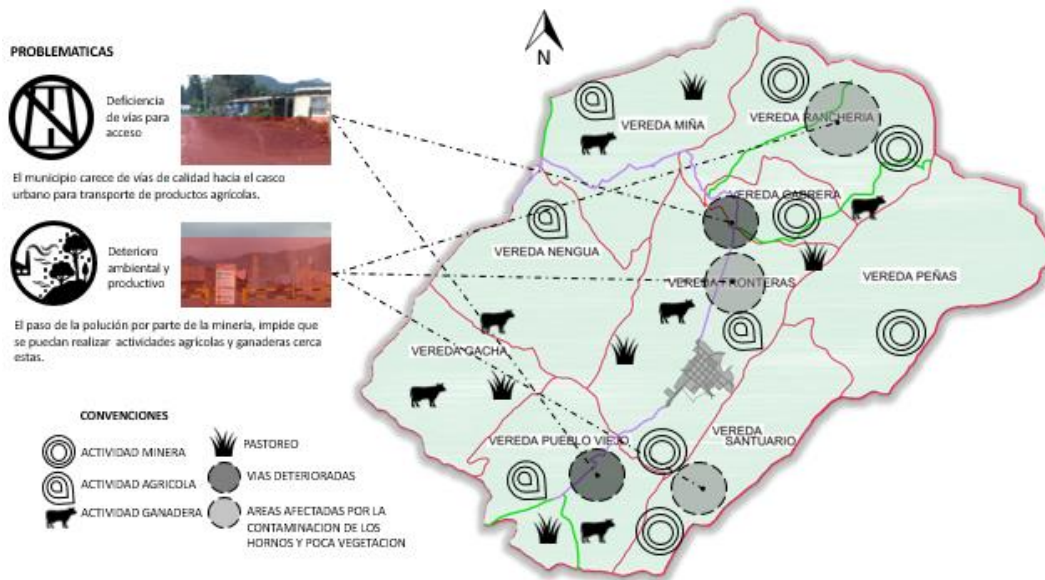 PROBLEMATICAS
Deficiencia
de vías para
acceso
El municipio carece de vías de calidad hacia el casco
urbano para transporte de productos agrícolas.
Deterioro
ambiental y
productivo
El paso de la polución por parte de la minería, impide que
se puedan realizar actividades agrícolas y ganaderas cerca
estas.
CONVENCIONES
ACTIVIDAD MINERA
ACTIVIDAD AGRICOLA
ACTIVIDAD GANADERA
PASTOREO
VIAS DETERIORADAS
AREAS AFECTADAS POR LA
CONTAMINACION DE LOS
HORNOS Y POCA VEGETACION
N
VEREDA MIÑA
VEREDA RANCHERIA
VEREDA CABRERA
VEREDA NENGUA
VEREDA PEÑAS
VEREDA FRONTERAS
VEREDA GACHA
VEREDA PUEBLO VIEJO
VEREDA
SANTUARIO